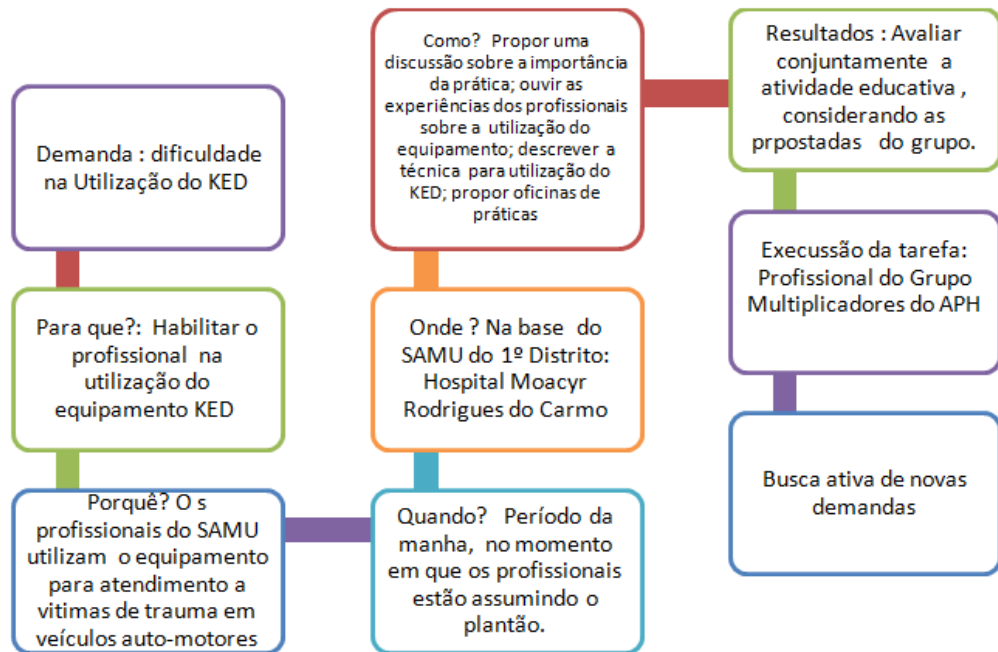 Demanda : dificuldade
na Utilização do KED
Para que?: Habilitar o
profissional na
utilização do
equipamento KED
Porquê? O s
profissionais do SAMU
utilizam o equipamento
para atendimento a
vitimas de trauma em
veículos auto-motores
Quando? Período da
manha, no momento
em que os profissionais
estão assumindo o
plantão.
Onde ? Na base do
SAMU do 1º Distrito:
Hospital Moacyr
Rodrigues do Carmo
Como? Propor uma
discussão sobre a importância
da prática; ouvir as
experiências dos profissionais
sobre a utilização do
equipamento; descrever a
técnica para utilização do
KED; propor oficinas de
práticas
Resultados : Avaliar
conjuntamente a
atividade educativa ,
considerando as
prpostadas do grupo.
Execussão da tarefa:
Profissional do Grupo
Multiplicadores do APH
Busca ativa de novas
demandas